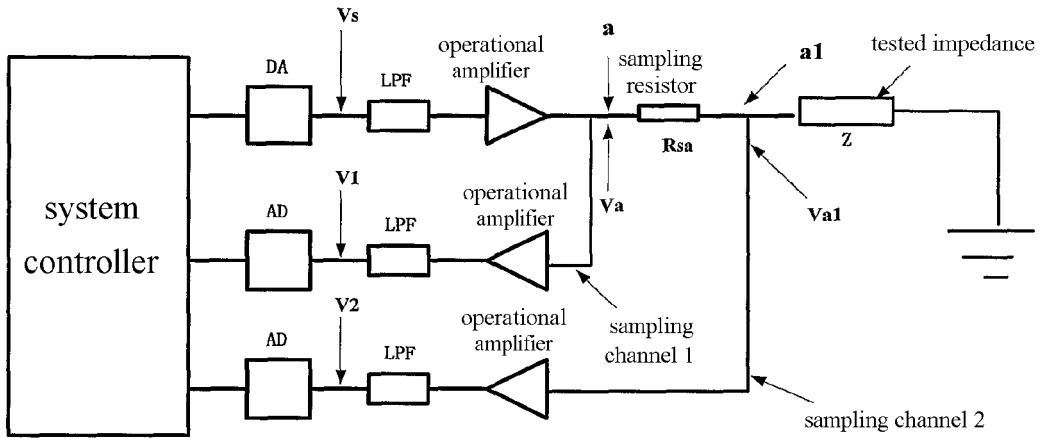 Vs
a
operational
amplifier
sampling
resistor
a1
tested impedance
DA
LPF
Rsa
Z
system
controller
V1
AD
LPF
operational
amplifier
Va
Va1
V2
AD
LPF
operational
amplifier
sampling
channel 1
sampling channel 2